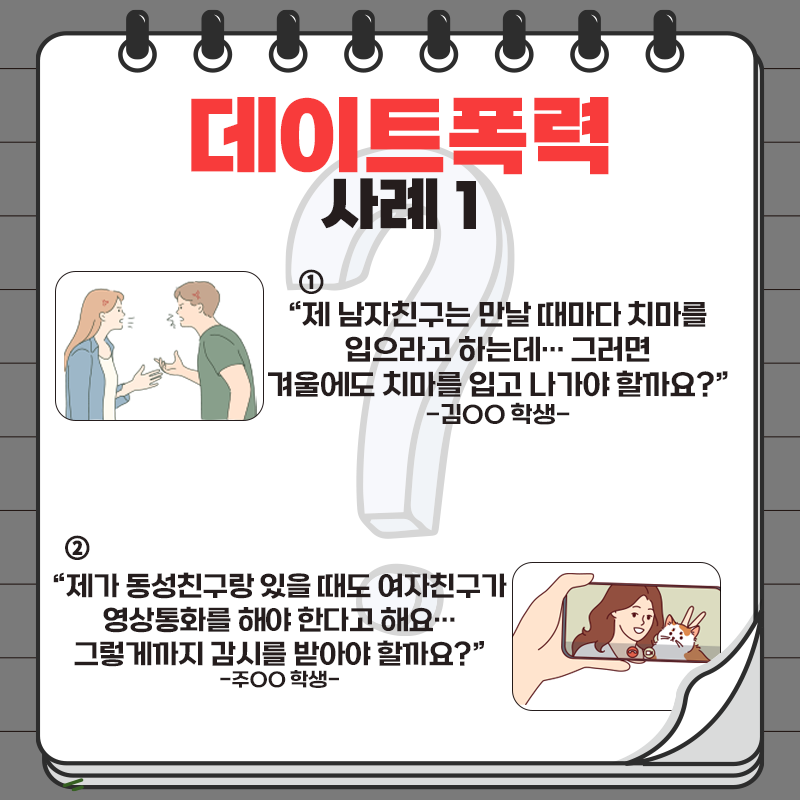 데이트폭력
사례 1
①
“제 남자친구는 만날 때마다 치마를
입으라고 하는데… 그러면
겨울에도 치마를 입고 나가야 할까요?”
-김○○ 학생-
②
“제가 동성친구랑 있을 때도 여자친구가
영상통화를 해야 한다고 해요…
그렇게까지 감시를 받아야 할까요?”
-주○○ 학생-